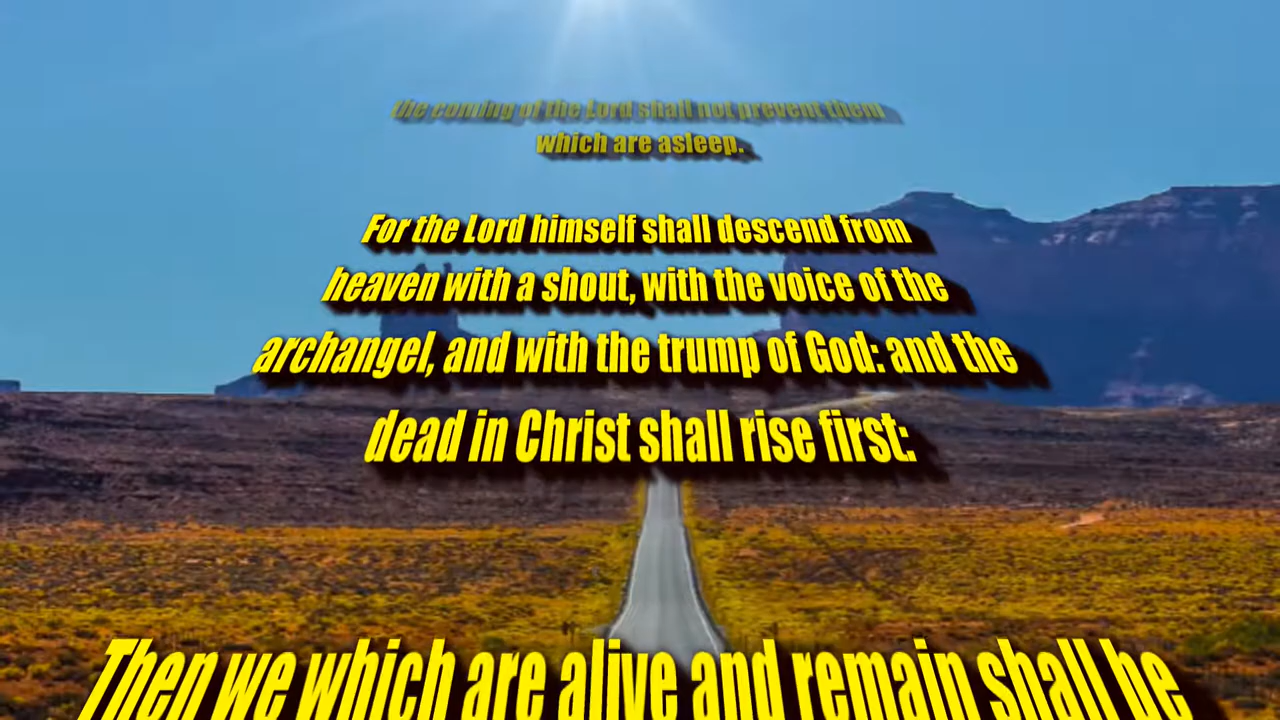 the coming of the Lord shall not prevent them
which are asleep.
For the Lord himself shall descend from
heaven with a shout, with the voice of the
archangel, and with the trump of God: and the
dead in Christ shall rise first:
Then we which are alive and remain shall be